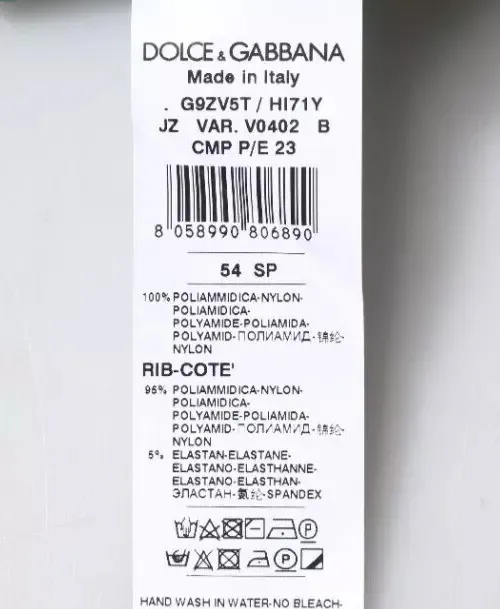 DOLCE & GABBANA
Made in Italy
. G9ZV5T / HI71Y
JZ VAR. V0402 B
CMP P/E 23
8 058990 806890
54 SP
100% POLIAMMIDICA-NYLON-
POLIAMIDICA-
POLYAMIDE-POLIAMIDA-
POLYAMID-ПОЛИАМИД-锦纶-
NYLON
RIB-COTE'
95% POLIAMMIDICA-NYLON-
POLIAMIDICA-
POLYAMIDE-POLIAMIDA-
POLYAMID-ПОЛИАМИД-锦纶-
NYLON
5% ELASTAN-ELASTANE-
ELASTANO-ELASTHANNE-
ELASTANO-ELASTHAN-
ЭЛАСТАН-氨纶-SPANDEX
P
P
HAND WASH IN WATER-NO BLEACH-